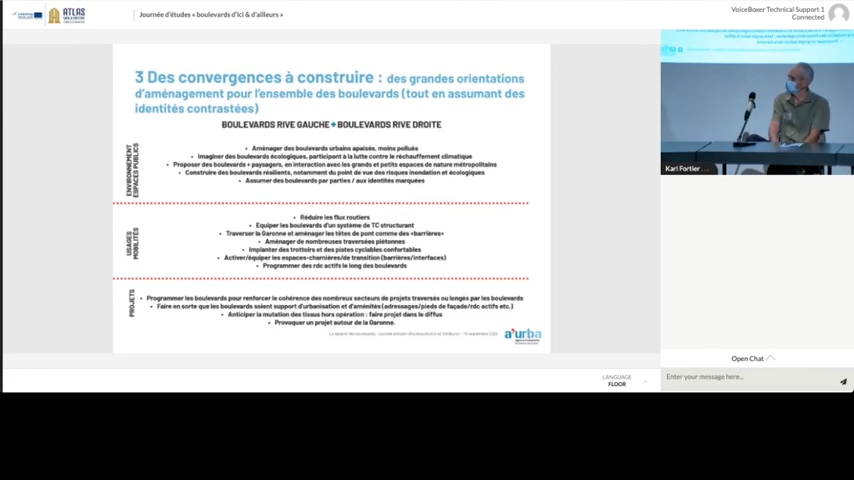 ATLAS
Journée d'études « boulevards d'ici & d'ailleurs »
VoiceBoxer Technical Support 1
Connected
3 Des convergences à construire : des grandes orientations
d'aménagement pour l'ensemble des boulevards (tout en assumant des
identités contrastées)
BOULEVARDS RIVE GAUCHE + BOULEVARDS RIVE DROITE
ENVIRONNEMENT
ESPACES PUBLICS
• Aménager des boulevards urbains apaisés, moins pollués
• Imaginer des boulevards écologiques, participant à la lutte contre le réchauffement climatique
• Proposer des boulevards + paysagers, en interaction avec les grands et petits espaces de nature métropolitains
• Construire des boulevards résilients, notamment du point de vue des risques inondation et écologiques
• Assumer des boulevards par parties / aux identités marquées
USAGES
MOBILITÉS
• Réduire les flux routiers
• Equiper les boulevards d'un système de TC structurant
• Traverser la Garonne et aménager les têtes de pont comme des «barrières»
• Aménager de nombreuses traversées piétonnes
• Implanter des trottoirs et des pistes cyclables confortables
• Activer/équiper les espaces-charnières/de transition (barrières/interfaces)
• Programmer des rdc actifs le long des boulevards
PROJETS
• Programmer les boulevards pour renforcer la cohérence des nombreux secteurs de projets traversés ou longés par les boulevards
• Faire en sorte que les boulevards soient support d'urbanisation et d'aménités (adressages/pieds de façade/rdc actifs etc.)
• Anticiper la mutation des tissus hors opération : faire projet dans le diffus
• Provoquer un projet autour de la Garonne.
a'urba
Karl Fortier ...
Open Chat
LANGUAGE
FLOOR
Enter your message here...